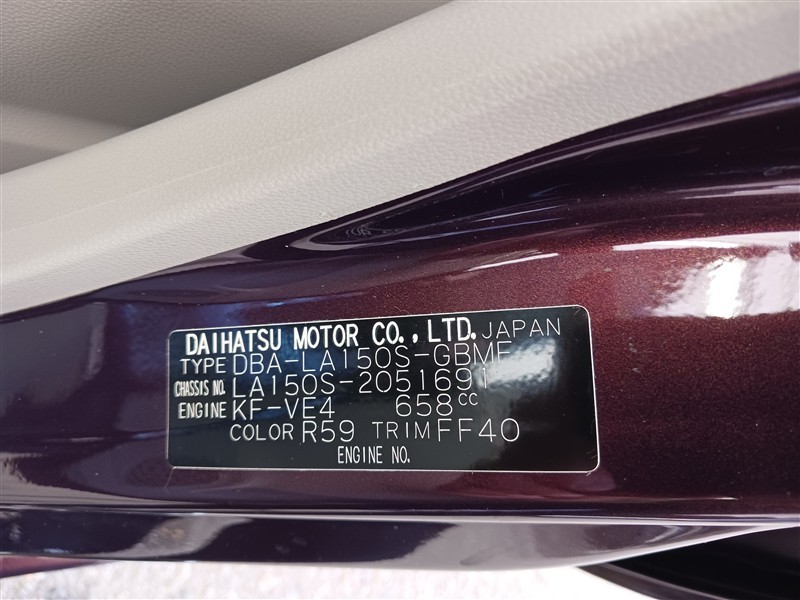 DAIHATSU MOTOR CO.,LTD. JAPAN
TYPE DBA-LA150S-GBMF
CHASSIS NO. LA150S-2051691
ENGINE KF-VE4 658CC
COLOR R59 TRIM FF40
ENGINE NO.